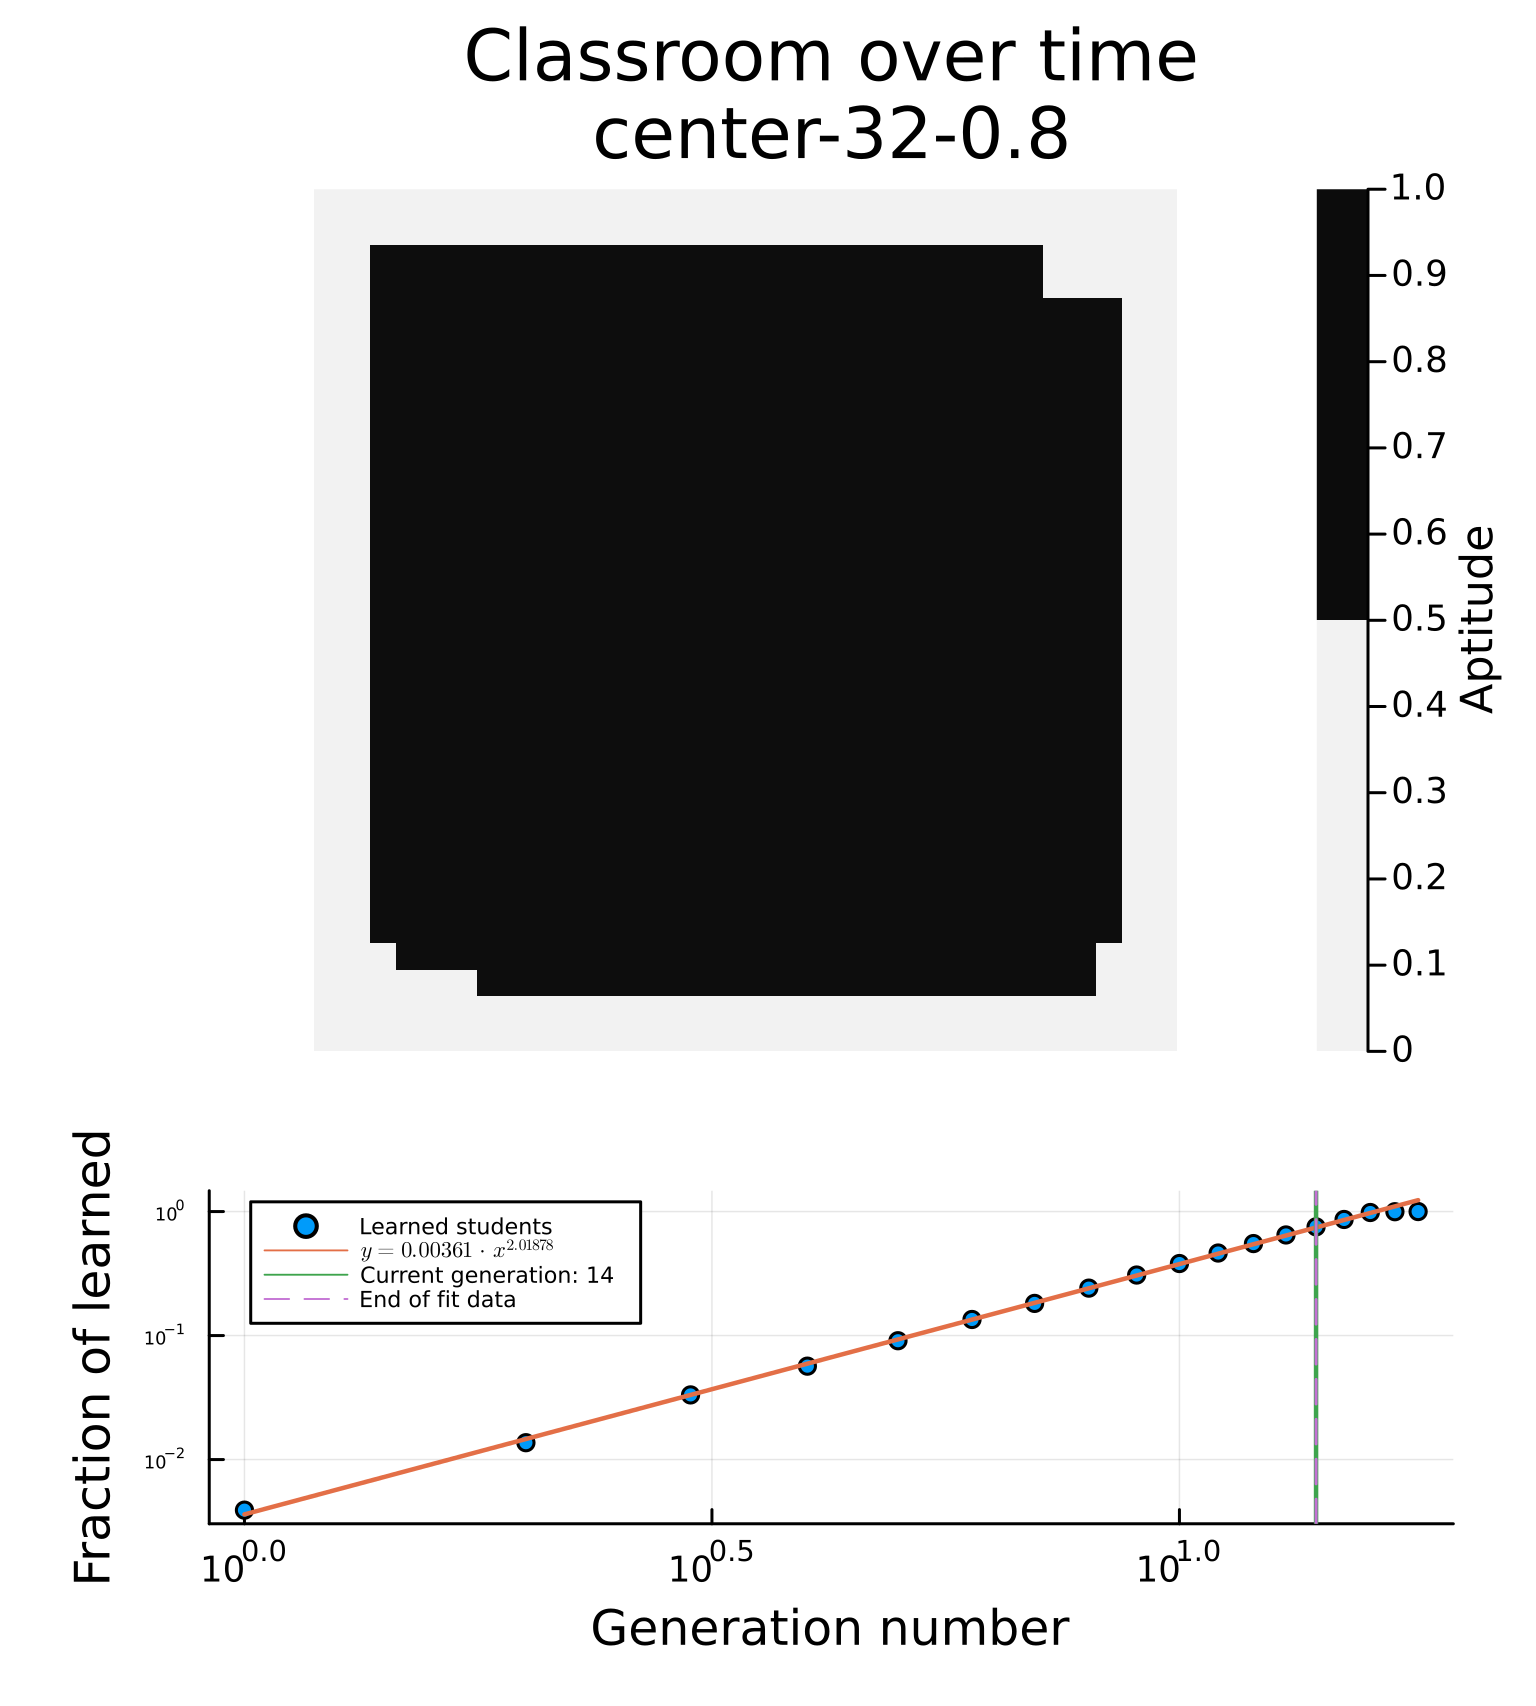 Classroom over time
center-32-0.8
1.0
0.9
0.8
0.7
0.6
0.5
0.4
0.3
0.2
0.1
0
Aptitude
Fraction of learned
10⁰
10⁻¹
10⁻²
Learned students
y = 0.00361 · x^2.01878
Current generation: 14
End of fit data
10^0.0
10^0.5
10^1.0
Generation number